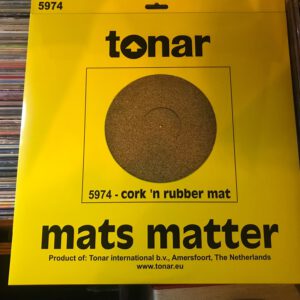 5974
tonar
5974 - cork 'n rubber mat
mats matter
Product of: Tonar international b.v., Amersfoort, The Netherlands
www.tonar.eu